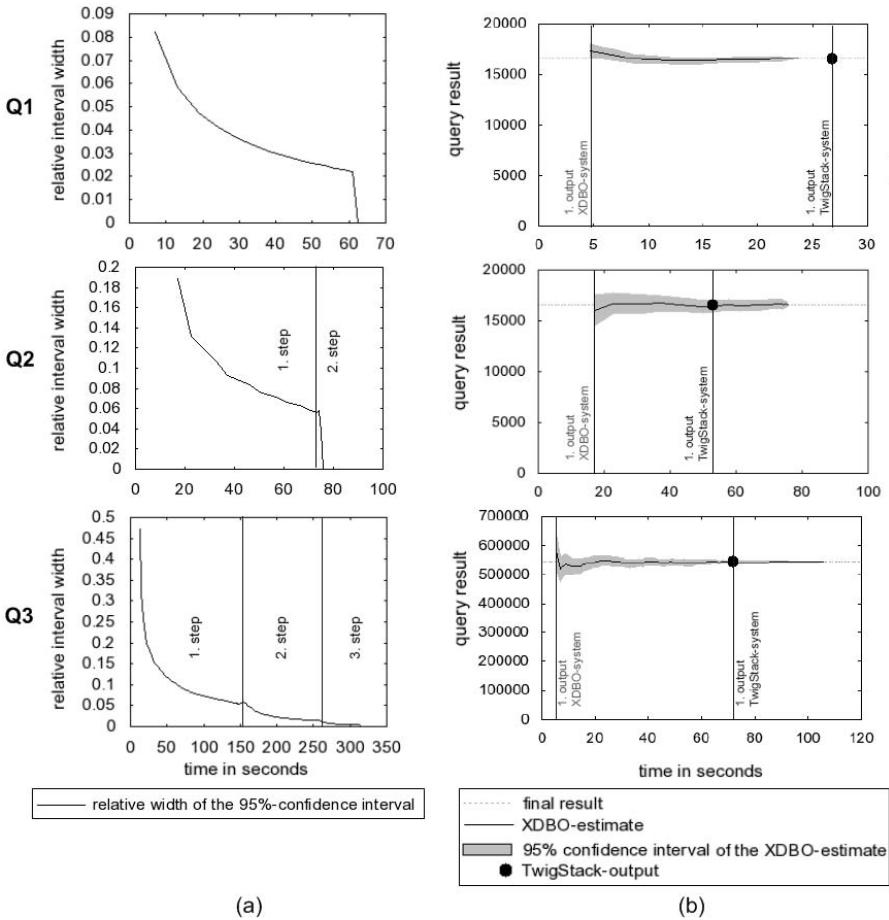 Q1
relative interval width
0.09
0.08
0.07
0.06
0.05
0.04
0.03
0.02
0.01
0
0 10 20 30 40 50 60 70
query result
20000
15000
10000
5000
0
0 5 10 15 20 25 30
1. output
XDBO-system
1. output
TwigStack-system
Q2
relative interval width
0.2
0.18
0.16
0.14
0.12
0.1
0.08
0.06
0.04
0.02
0
0 20 40 60 80 100
1. step
2. step
query result
20000
15000
10000
5000
0
0 20 40 60 80 100
1. output
XDBO-system
1. output
TwigStack-system
Q3
relative interval width
0.5
0.45
0.4
0.35
0.3
0.25
0.2
0.15
0.1
0.05
0
0 50 100 150 200 250 300 350
1. step
2. step
3. step
time in seconds
query result
700000
600000
500000
400000
300000
200000
100000
0
0 20 40 60 80 100 120
1. output
XDBO-system
1. output
TwigStack-system
time in seconds
relative width of the 95%-confidence interval
final result
XDBO-estimate
95% confidence interval of the XDBO-estimate
TwigStack-output
(a)
(b)